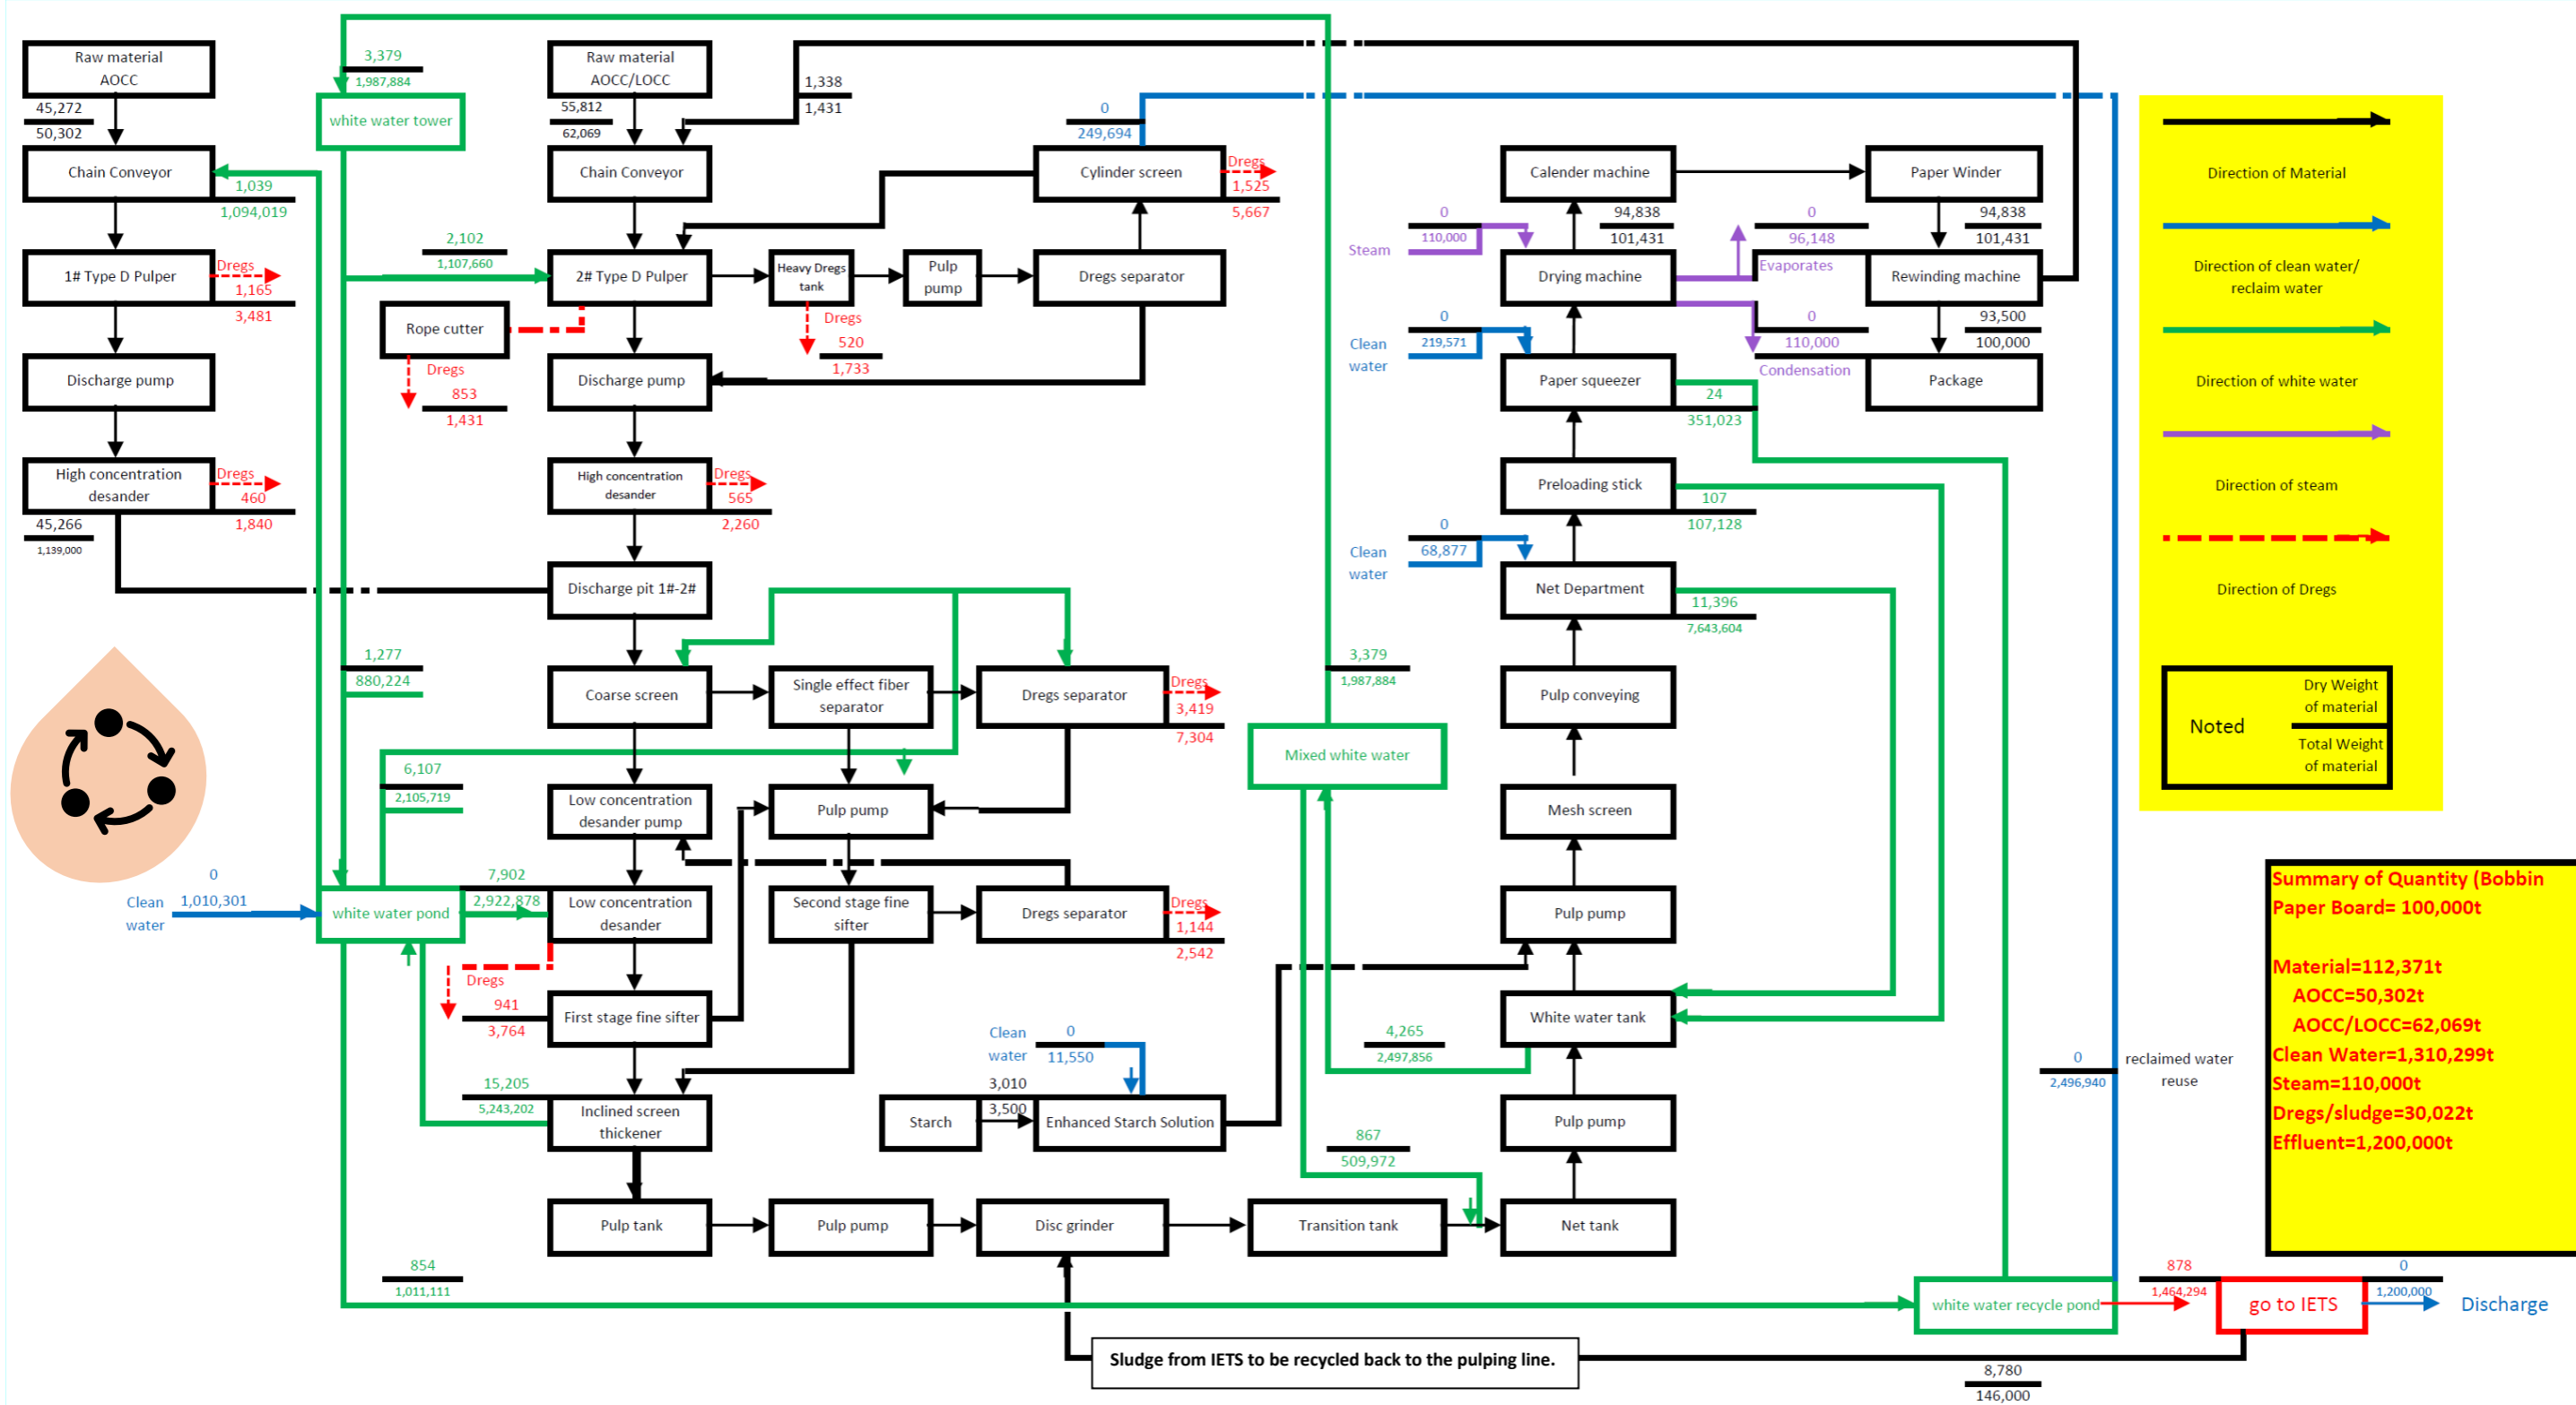 Raw material
AOCC
45,272
50,302
Chain Conveyor
1,039
1,094,019
1# Type D Pulper
Dregs
1,165
3,481
Discharge pump
High concentration
desander
Dregs
460
1,840
45,266
1,139,000
3,379
1,987,884
white water tower
Raw material
AOCC/LOCC
55,812
62,069
1,338
1,431
Chain Conveyor
2,102
1,107,660
2# Type D Pulper
Rope cutter
Dregs
853
1,431
Heavy Dregs
tank
Dregs
520
1,733
Pulp
pump
Dregs separator
Cylinder screen
0
249,694
Dregs
1,525
5,667
Discharge pump
High concentration
desander
Dregs
565
2,260
Discharge pit 1#-2#
1,277
880,224
Coarse screen
Single effect fiber
separator
Dregs separator
Dregs
3,419
7,304
6,107
2,105,719
Low concentration
desander pump
Pulp pump
0
Clean
water
1,010,301
white water pond
7,902
2,922,878
Low concentration
desander
Second stage fine
sifter
Dregs separator
Dregs
1,144
2,542
Dregs
941
3,764
First stage fine sifter
15,205
5,243,202
Inclined screen
thickener
Clean
water
0
11,550
3,010
3,500
Starch
Enhanced Starch Solution
Pulp tank
Pulp pump
Disc grinder
Transition tank
Net tank
854
1,011,111
Calender machine
Paper Winder
94,838
101,431
94,838
101,431
Steam
0
110,000
Drying machine
0
96,148
Evaporates
Rewinding machine
0
110,000
Condensation
93,500
100,000
Package
Clean
water
0
219,571
Paper squeezer
24
351,023
Preloading stick
107
107,128
Clean
water
0
68,877
Net Department
11,396
7,643,604
3,379
1,987,884
Pulp conveying
Mixed white water
Mesh screen
Pulp pump
White water tank
4,265
2,497,856
Pulp pump
867
509,972
0
2,496,940
reclaimed water
reuse
white water recycle pond
878
1,464,294
go to IETS
0
1,200,000
Discharge
Sludge from IETS to be recycled back to the pulping line.
8,780
146,000
Direction of Material
Direction of clean water/
reclaim water
Direction of white water
Direction of steam
Direction of Dregs
Noted
Dry Weight
of material
Total Weight
of material
Summary of Quantity (Bobbin
Paper Board= 100,000t
Material=112,371t
AOCC=50,302t
AOCC/LOCC=62,069t
Clean Water=1,310,299t
Steam=110,000t
Dregs/sludge=30,022t
Effluent=1,200,000t